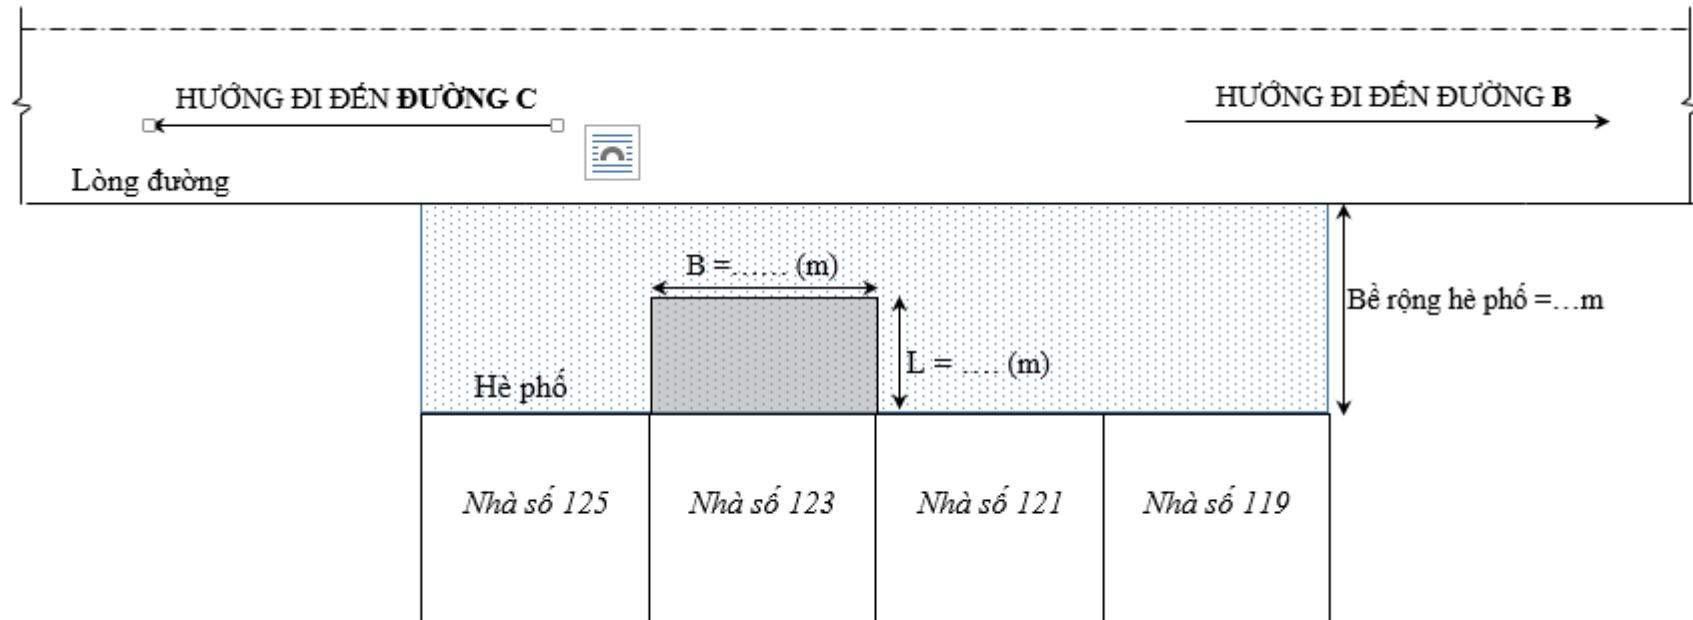 HƯỚNG ĐI ĐẾN ĐƯỜNG C
HƯỚNG ĐI ĐẾN ĐƯỜNG B
Lòng đường
B =...... (m)
Bề rộng hè phố =...m
L = .... (m)
Hè phố
Nhà số 125
Nhà số 123
Nhà số 121
Nhà số 119